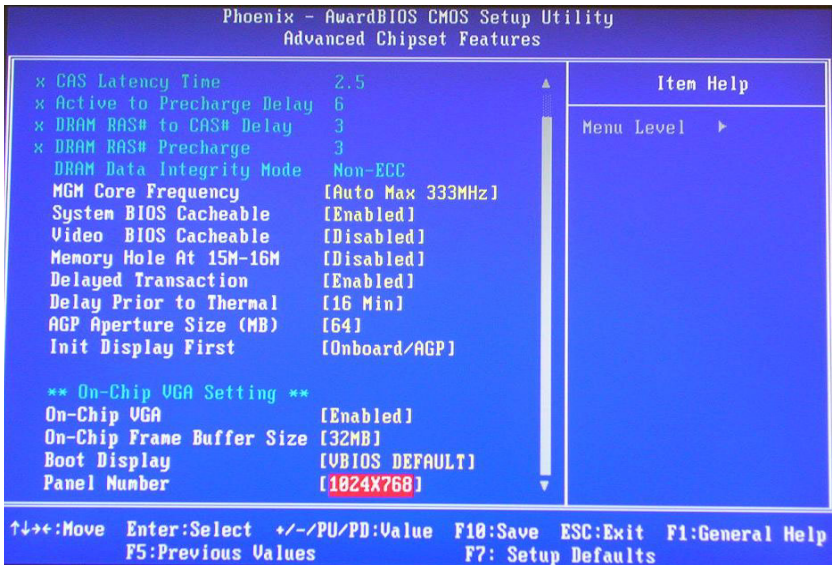 Phoenix - AwardBIOS CMOS Setup Utility
Advanced Chipset Features
x CAS Latency Time 2.5
x Active to Precharge Delay 6
x DRAM RAS# to CAS# Delay 3
x DRAM RAS# Precharge 3
DRAM Data Integrity Mode Non-ECC
MGM Core Frequency [Auto Max 333MHz]
System BIOS Cacheable [Enabled]
Video BIOS Cacheable [Disabled]
Memory Hole At 15M-16M [Disabled]
Delayed Transaction [Enabled]
Delay Prior to Thermal [16 Min]
AGP Aperture Size (MB) [64]
Init Display First [Onboard/AGP]
** On-Chip VGA Setting **
On-Chip VGA [Enabled]
On-Chip Frame Buffer Size [32MB]
Boot Display [VBIOS DEFAULT]
Panel Number [1024X768]
Item Help
Menu Level ▶
↑↓→←:Move Enter:Select +/-/PU/PD:Value F10:Save ESC:Exit F1:General Help
F5:Previous Values F7: Setup Defaults